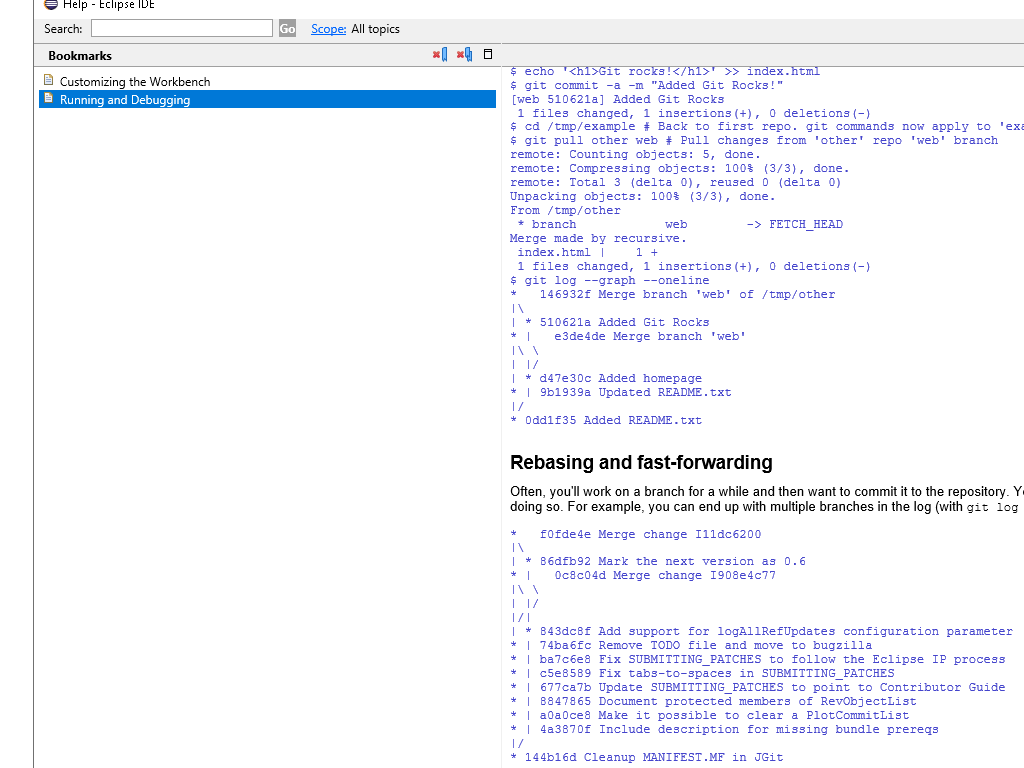 Help - Eclipse IDE
Search:
Go
Scope: All topics
Bookmarks
Customizing the Workbench
Running and Debugging
$ echo '<h1>Git rocks!</h1>' >> index.html
$ git commit -a -m "Added Git Rocks!"
[web 510621a] Added Git Rocks
 1 files changed, 1 insertions(+), 0 deletions(-)
$ cd /tmp/example # Back to first repo. git commands now apply to 'exa
$ git pull other web # Pull changes from 'other' repo 'web' branch
remote: Counting objects: 5, done.
remote: Compressing objects: 100% (3/3), done.
remote: Total 3 (delta 0), reused 0 (delta 0)
Unpacking objects: 100% (3/3), done.
From /tmp/other
 * branch            web        -> FETCH_HEAD
Merge made by recursive.
 index.html |    1 +
 1 files changed, 1 insertions(+), 0 deletions(-)
$ git log --graph --oneline
*   146932f Merge branch 'web' of /tmp/other
|\
| * 510621a Added Git Rocks
* |   e3de4de Merge branch 'web'
|\ \
| |/
| * d47e30c Added homepage
* | 9b1939a Updated README.txt
|/
* 0dd1f35 Added README.txt
Rebasing and fast-forwarding
Often, you'll work on a branch for a while and then want to commit it to the repository. Y
doing so. For example, you can end up with multiple branches in the log (with git log
*   f0fde4e Merge change I11dc6200
|\
| * 86dfb92 Mark the next version as 0.6
* |   0c8c04d Merge change I908e4c77
|\ \
| |/
|/|
| * 843dc8f Add support for logAllRefUpdates configuration parameter
* | 74ba6fc Remove TODO file and move to bugzilla
* | ba7c6e8 Fix SUBMITTING_PATCHES to follow the Eclipse IP process
* | c5e8589 Fix tabs-to-spaces in SUBMITTING_PATCHES
* | 677ca7b Update SUBMITTING_PATCHES to point to Contributor Guide
* | 8847865 Document protected members of RevObjectList
* | a0a0ce8 Make it possible to clear a PlotCommitList
* | 4a3870f Include description for missing bundle prereqs
|/
* 144b16d Cleanup MANIFEST.MF in JGit